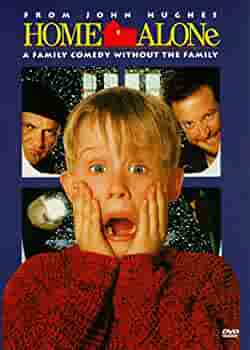 FROM JOHN HUGHES
HOME ALONe
A FAMILY COMEDY WITHOUT THE FAMILY
DVD